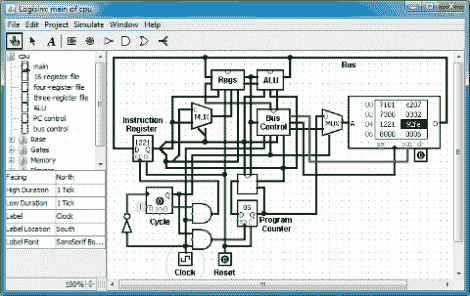 Logisim: main of cpu
File Edit Project Simulate Window Help
A
cpu
main
16-register file
four-register file
three-register file
ALU
PC control
bus control
Base
Gates
Memory
Facing North
High Duration 1 Tick
Low Duration 1 Tick
Label Clock
Label Location South
Label Font SansSerif Bo...
100%
Bus
Regs
ALU
MUX
Bus
Control
MUX
Instruction
Register
1221
D Q
00 7101 c207
02 7300 0002
04 1221
06 0000 0006
A
D
Cycle
05
D Q
Program
Counter
Clock
Reset